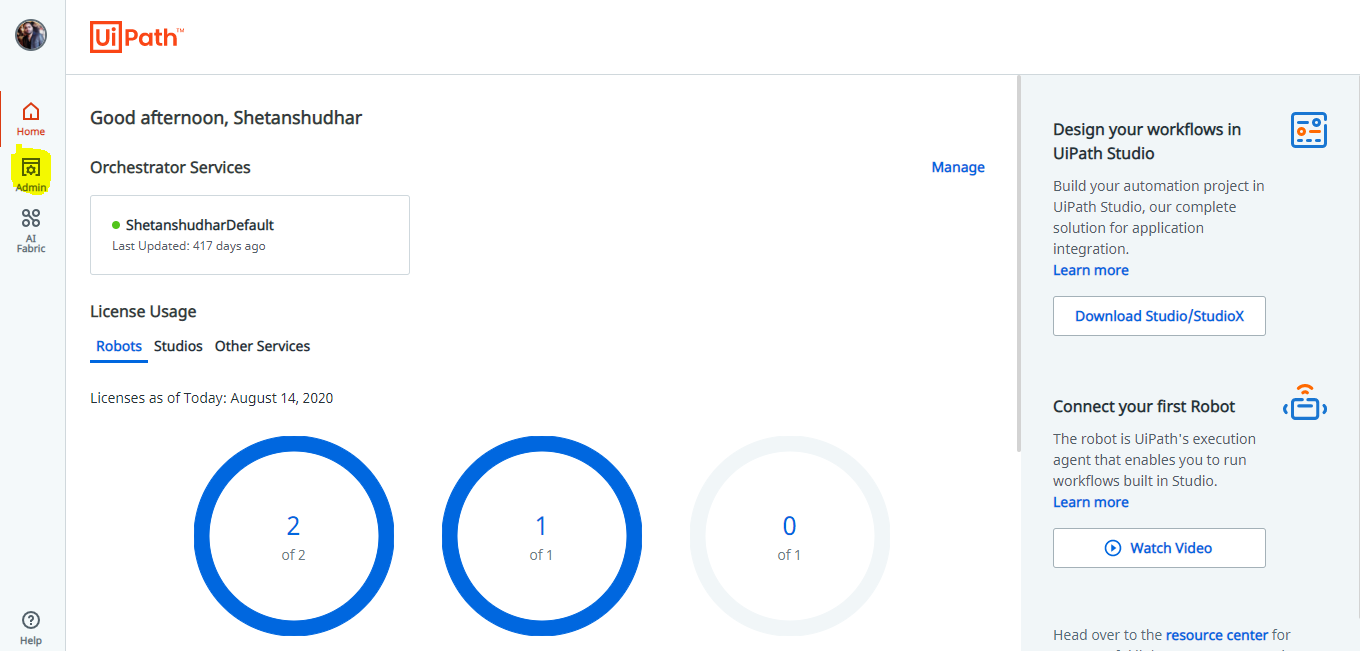 UiPath™
Home
Admin
AI
Fabric
Help
Good afternoon, Shetanshudhar
Orchestrator Services
Manage
ShetanshudharDefault
Last Updated: 417 days ago
License Usage
Robots Studios Other Services
Licenses as of Today: August 14, 2020
2
of 2
1
of 1
0
of 1
Design your workflows in
UiPath Studio
Build your automation project in
UiPath Studio, our complete
solution for application
integration.
Learn more
Download Studio/StudioX
Connect your first Robot
The robot is UiPath's execution
agent that enables you to run
workflows built in Studio.
Learn more
Watch Video
Head over to the resource center for